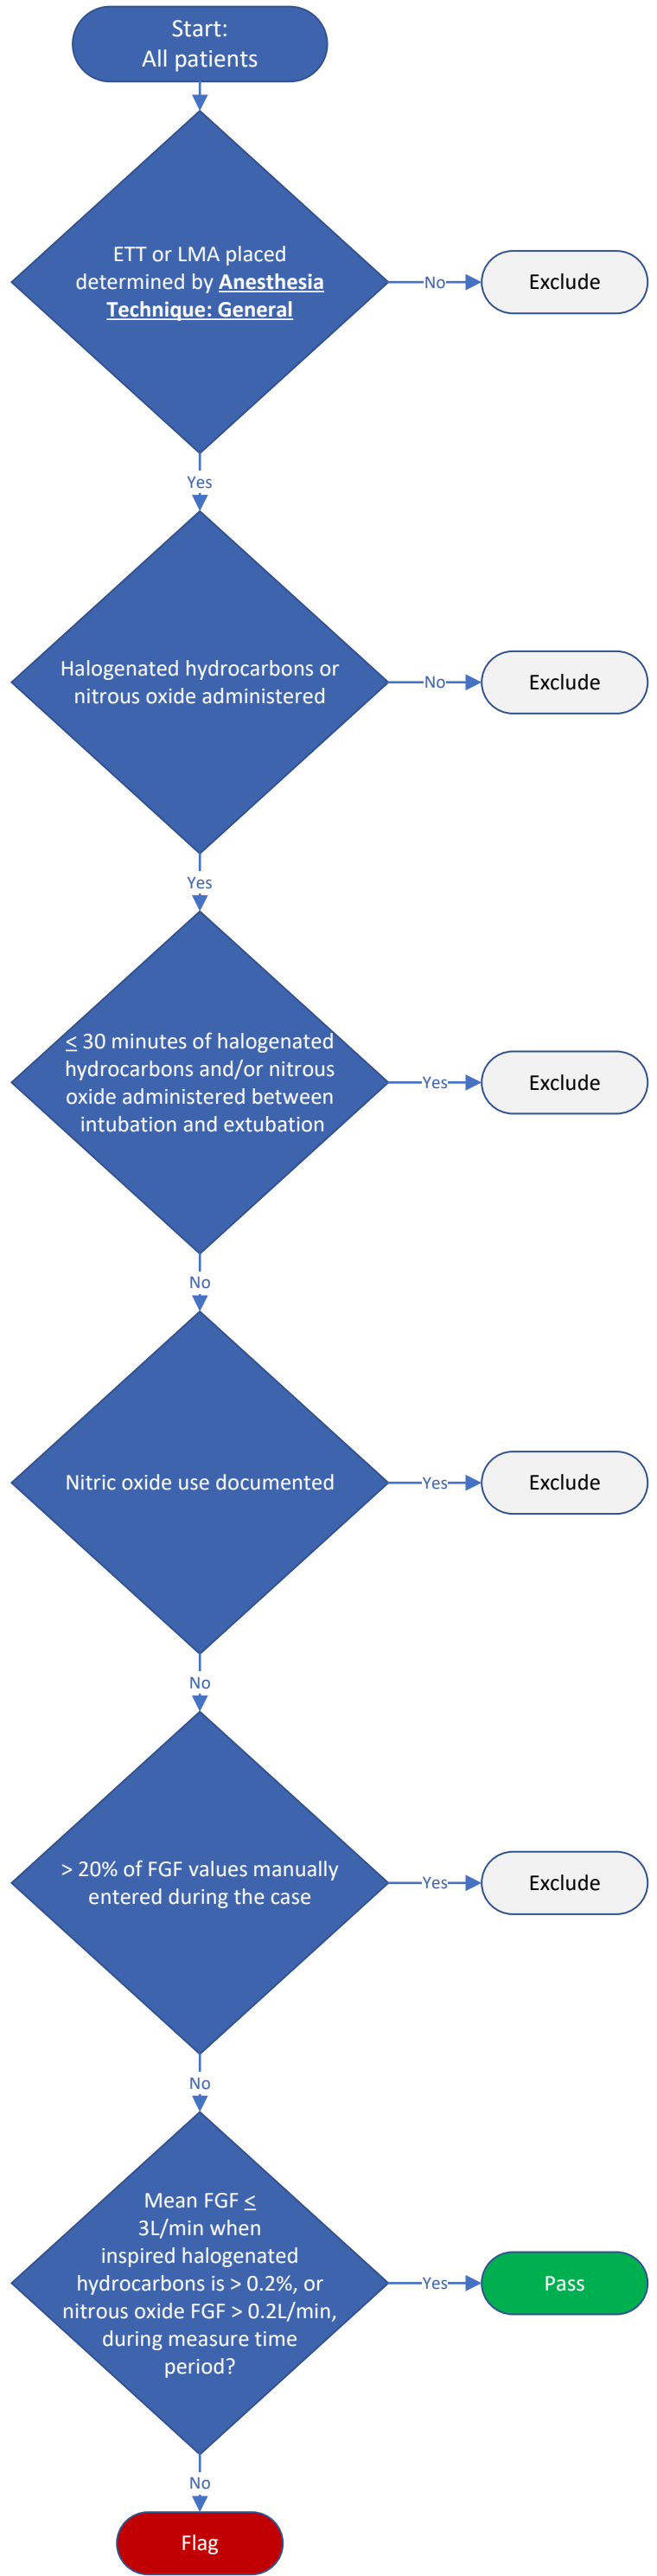 Start:
All patients
ETT or LMA placed
determined by Anesthesia
Technique: General
No
Exclude
Yes
Halogenated hydrocarbons or
nitrous oxide administered
No
Exclude
Yes
≤ 30 minutes of halogenated
hydrocarbons and/or nitrous
oxide administered between
intubation and extubation
Yes
Exclude
No
Nitric oxide use documented
Yes
Exclude
No
> 20% of FGF values manually
entered during the case
Yes
Exclude
No
Mean FGF ≤
3L/min when
inspired halogenated
hydrocarbons is > 0.2%, or
nitrous oxide FGF > 0.2L/min,
during measure time
period?
Yes
Pass
No
Flag